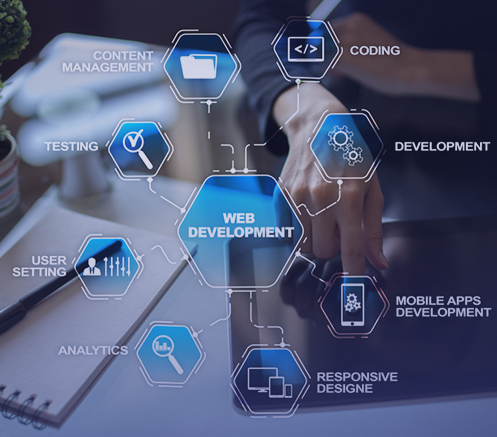 CONTENT
MANAGEMENT
</>
CODING
TESTING
DEVELOPMENT
WEB
DEVELOPMENT
USER
SETTING
MOBILE APPS
DEVELOPMENT
ANALYTICS
RESPONSIVE
DESIGNE